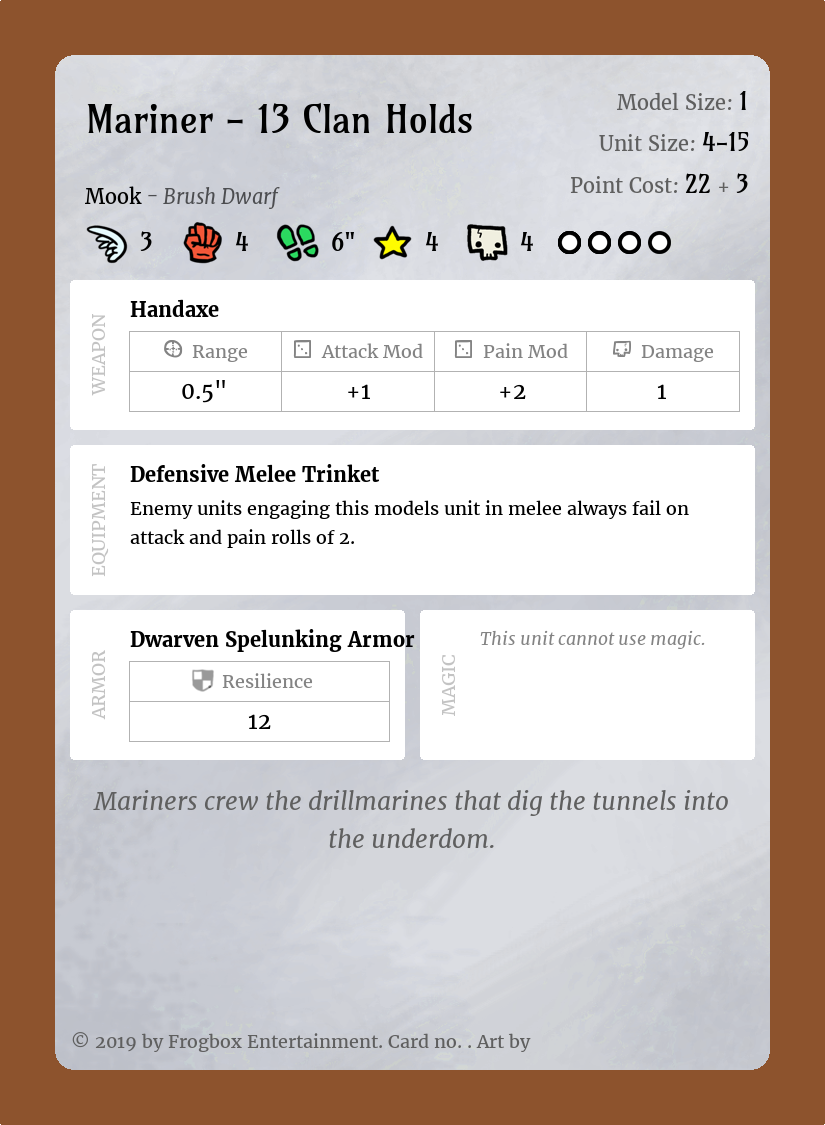 Mariner – 13 Clan Holds
Model Size: 1
Unit Size: 4–15
Point Cost: 22 + 3
Mook – Brush Dwarf
3 4 6" 4 4
WEAPON
Handaxe
Range Attack Mod Pain Mod Damage
0.5" +1 +2 1
EQUIPMENT
Defensive Melee Trinket
Enemy units engaging this models unit in melee always fail on
attack and pain rolls of 2.
ARMOR
Dwarven Spelunking Armor
Resilience
12
MAGIC
This unit cannot use magic.
Mariners crew the drillmarines that dig the tunnels into
the underdom.
© 2019 by Frogbox Entertainment. Card no. . Art by